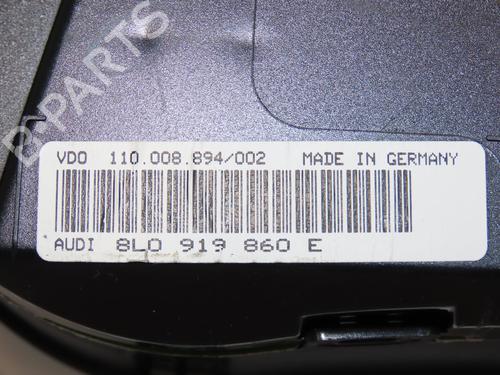 B-PARTS
VDO 110.008.894/002 MADE IN GERMANY
AUDI 8L0 919 860 E